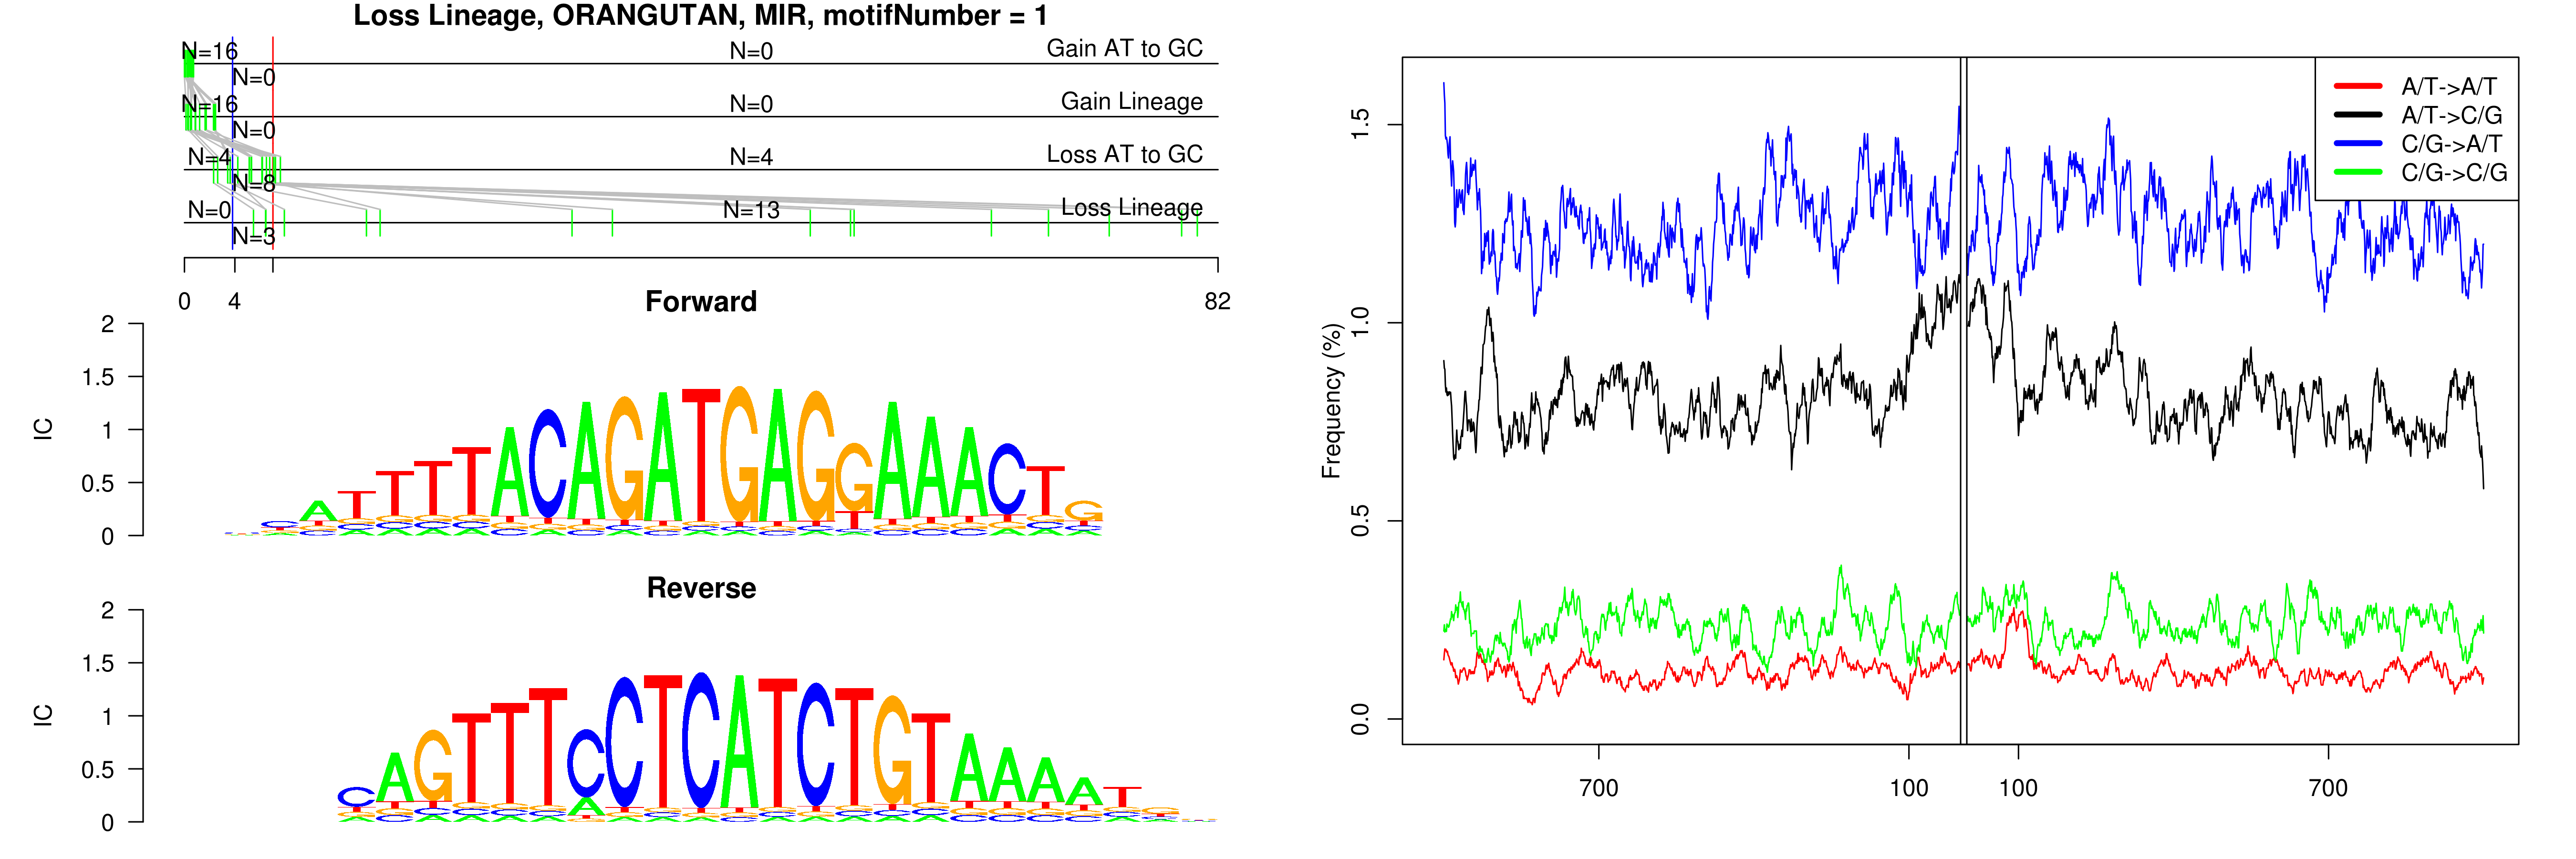 Loss Lineage, ORANGUTAN, MIR, motifNumber = 1
N=16 N=0 Gain AT to GC
N=0
N=16 N=0 Gain Lineage
N=0
N=4 N=4 Loss AT to GC
N=8
N=0 N=13 Loss Lineage
N=3
0 4 82
Forward
2
1.5
1
0.5
0
IC
ATTTTACAGATGAGGAAACTG
Reverse
2
1.5
1
0.5
0
IC
CAGTTTCCTCATCTGTAAAAT
A/T->A/T
A/T->C/G
C/G->A/T
C/G->C/G
Frequency (%)
1.5
1.0
0.5
0.0
700 100 100 700